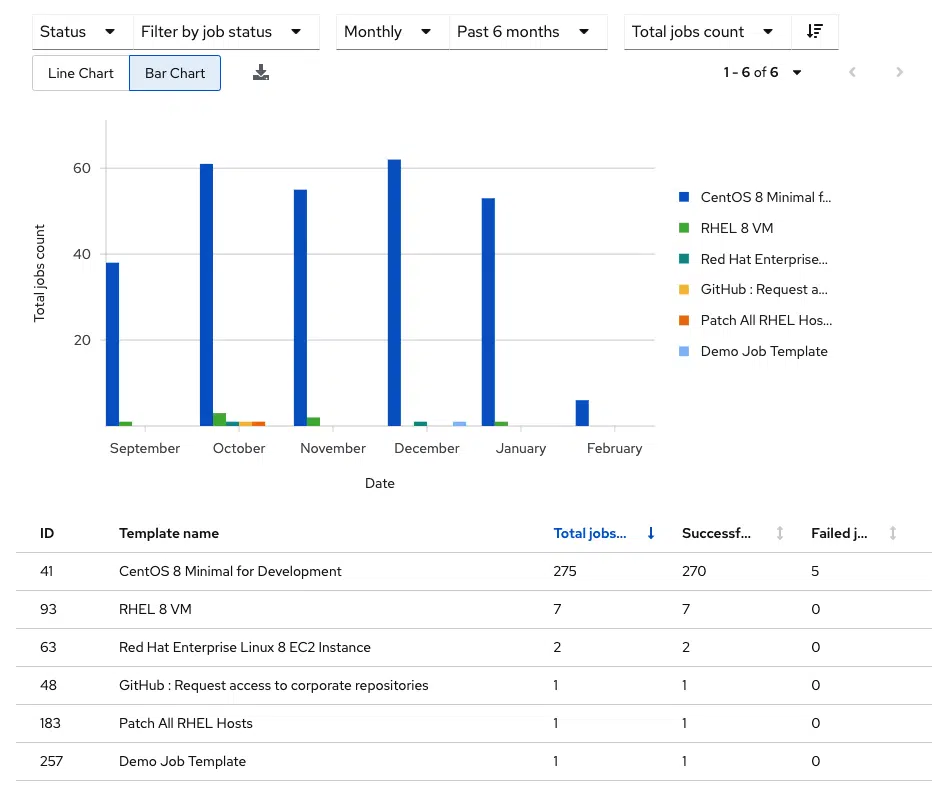 Status Filter by job status Monthly Past 6 months Total jobs count
Line Chart Bar Chart 1 - 6 of 6
60
40
20
Total jobs count
September October November December January February
Date
CentOS 8 Minimal f...
RHEL 8 VM
Red Hat Enterprise...
GitHub : Request a...
Patch All RHEL Hos...
Demo Job Template
ID Template name Total jobs... Successf... Failed j...
41 CentOS 8 Minimal for Development 275 270 5
93 RHEL 8 VM 7 7 0
63 Red Hat Enterprise Linux 8 EC2 Instance 2 2 0
48 GitHub : Request access to corporate repositories 1 1 0
183 Patch All RHEL Hosts 1 1 0
257 Demo Job Template 1 1 0